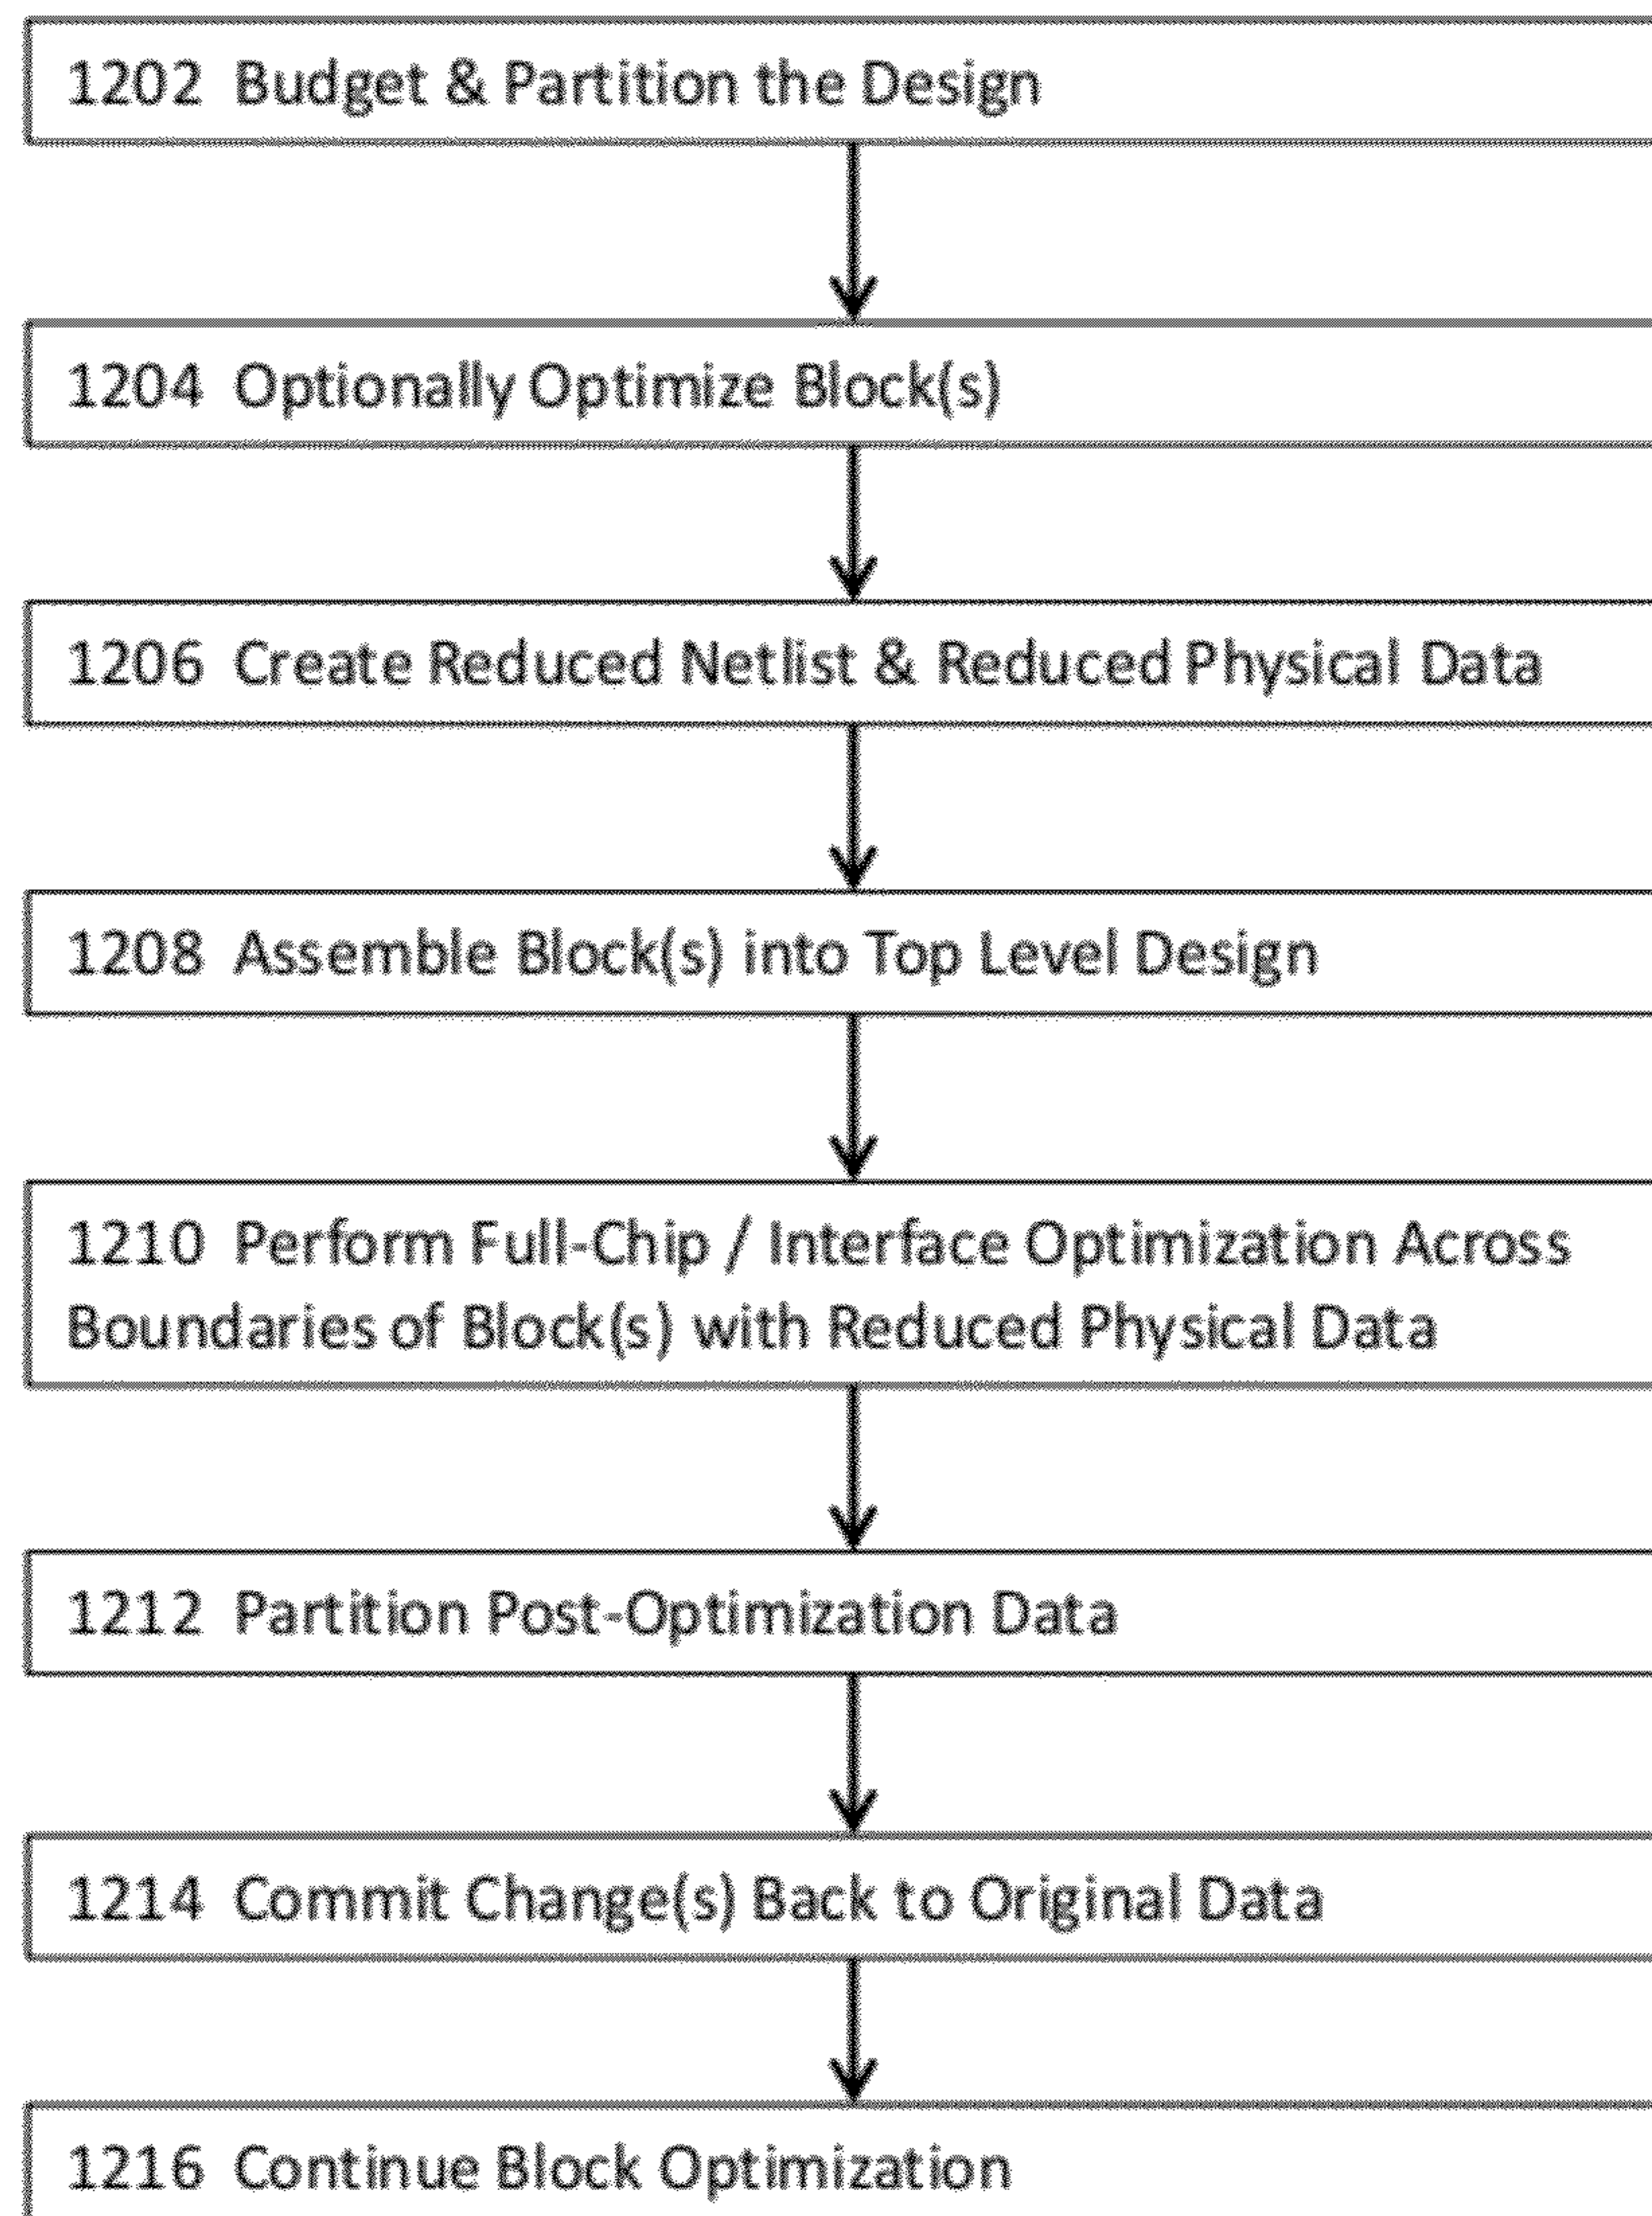 1202 Budget & Partition the Design
1204 Optionally Optimize Block(s)
1206 Create Reduced Netlist & Reduced Physical Data
1208 Assemble Block(s) into Top Level Design
1210 Perform Full-Chip / Interface Optimization Across
Boundaries of Block(s) with Reduced Physical Data
1212 Partition Post-Optimization Data
1214 Commit Change(s) Back to Original Data
1216 Continue Block Optimization